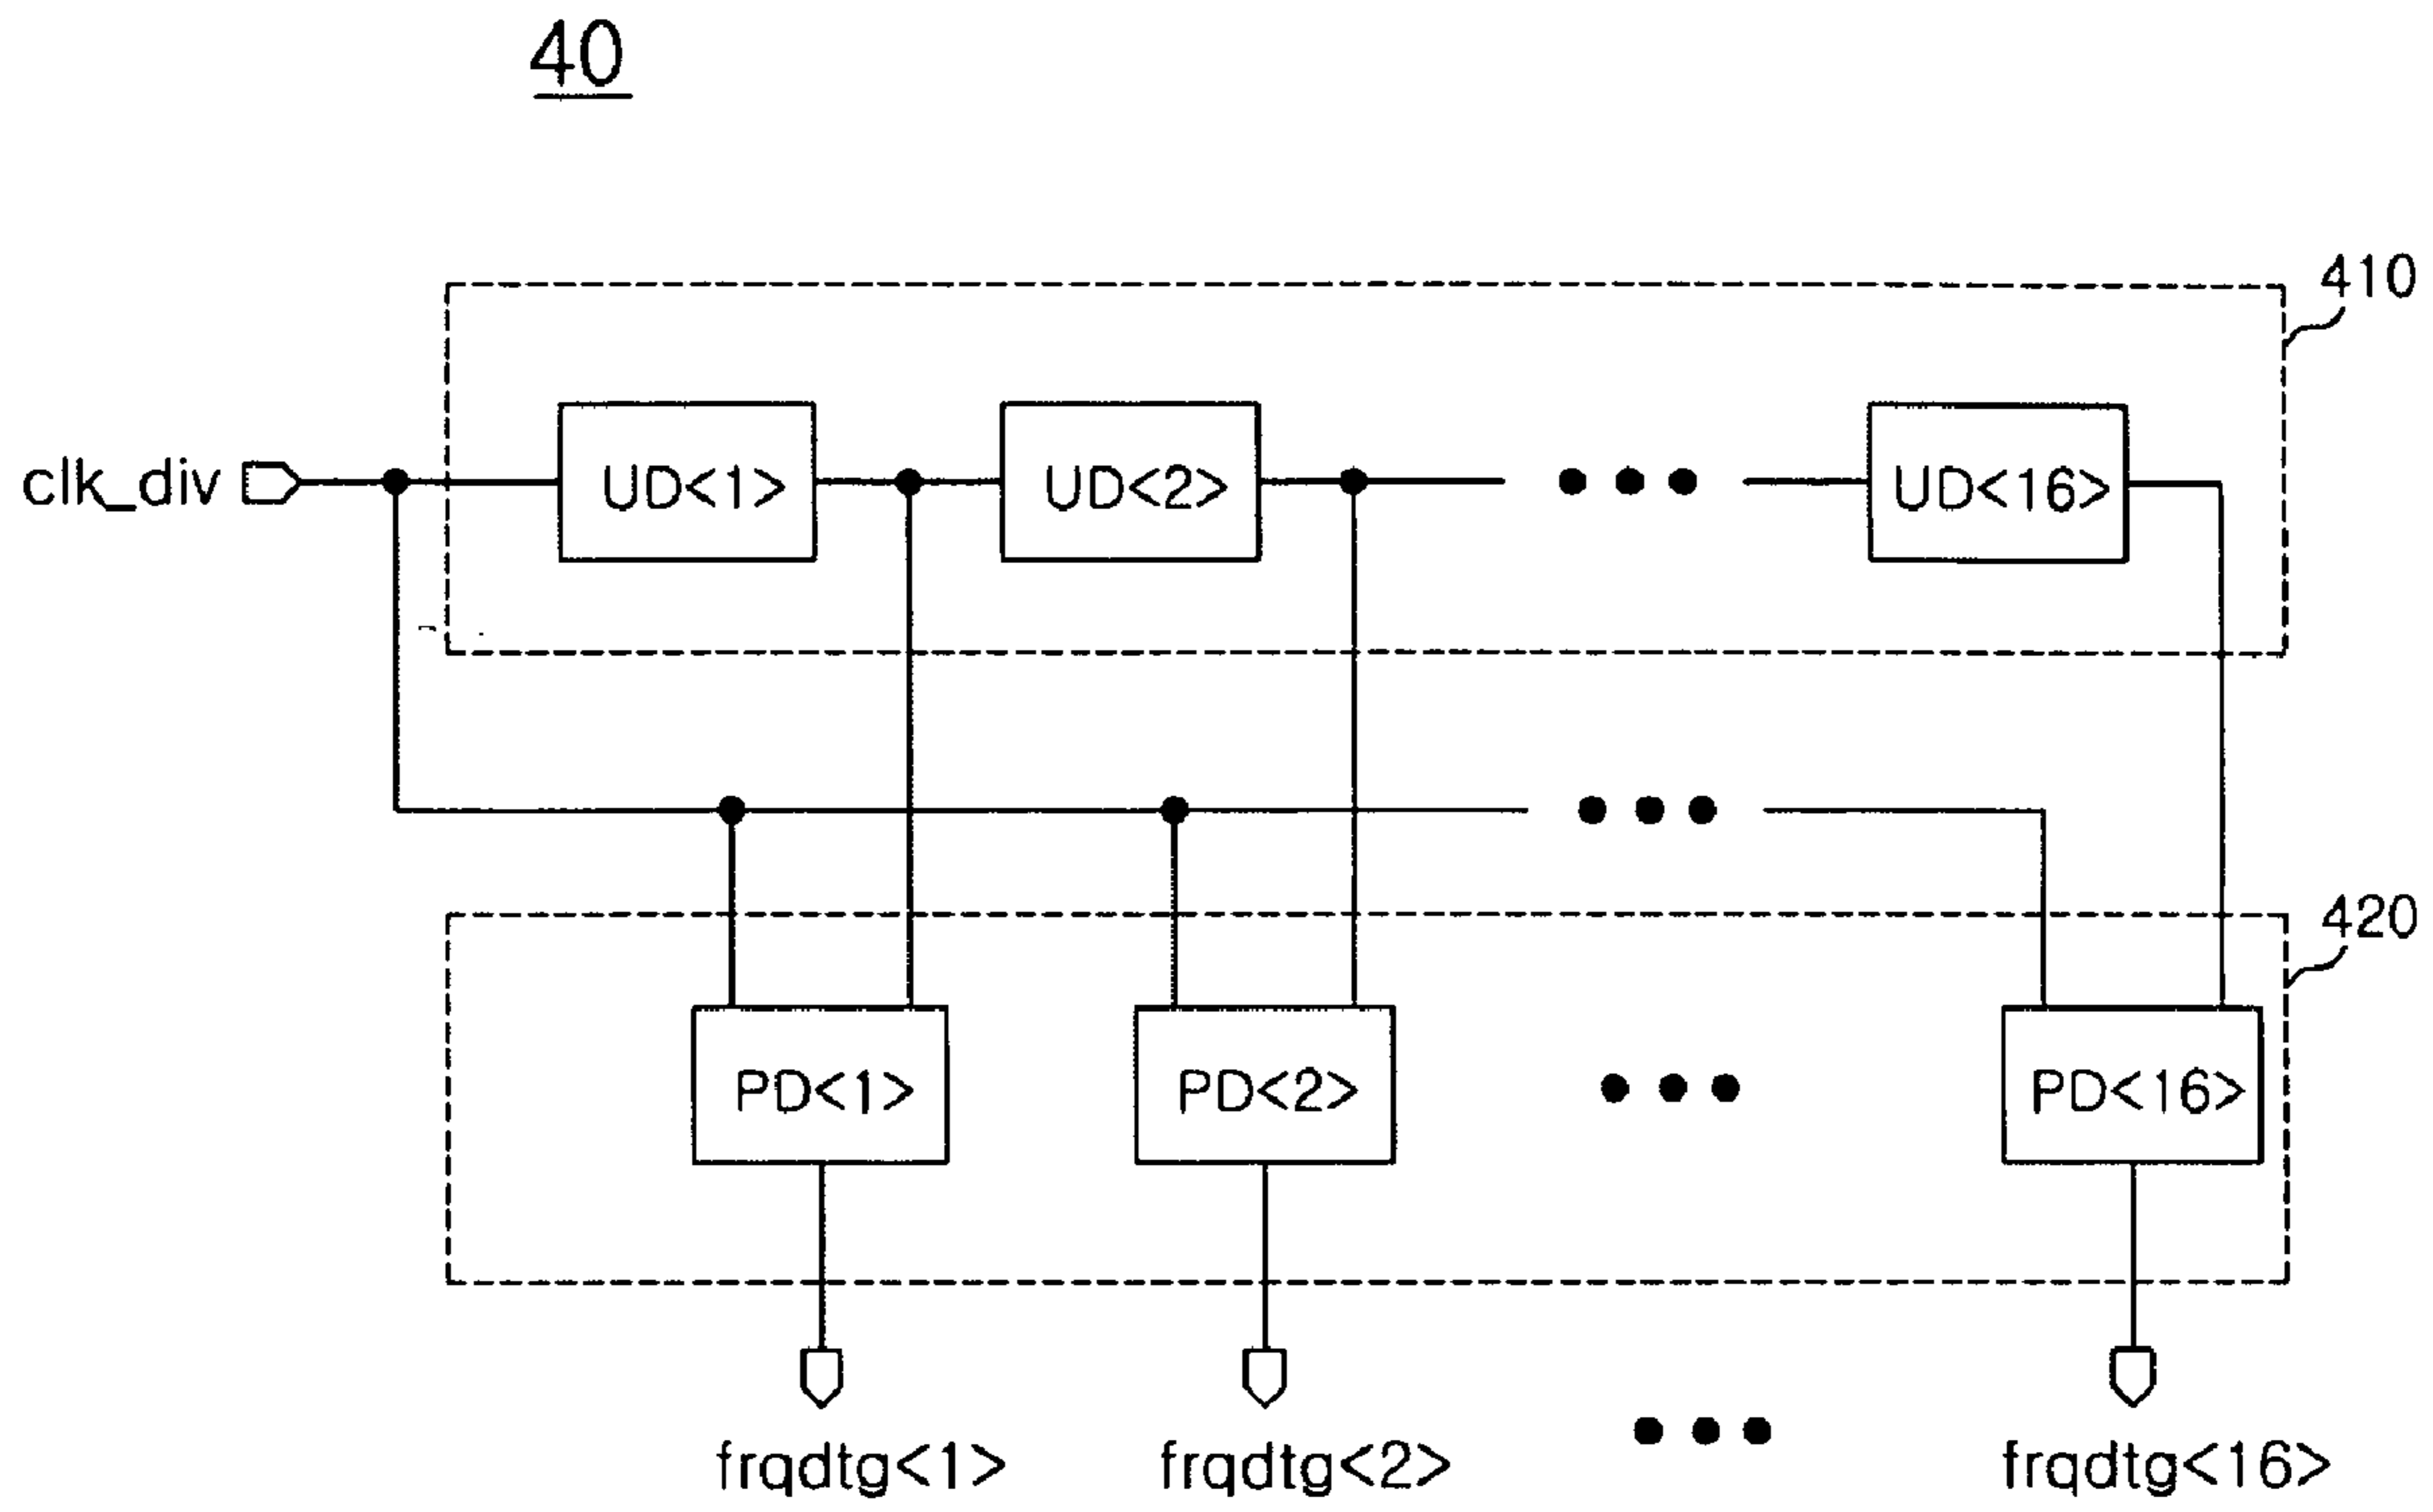 40
410
clk_div UD<1> UD<2> UD<16>
420
PD<1> PD<2> PD<16>
frqdtg<1> frqdtg<2> frqdtg<16>